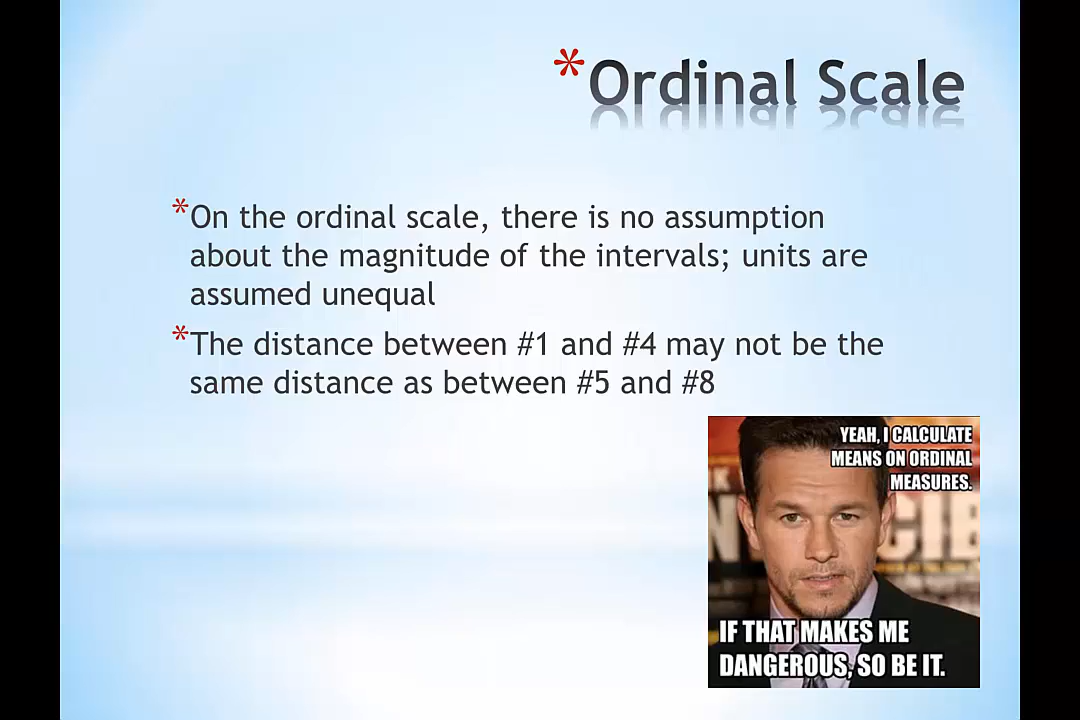 *Ordinal Scale
*On the ordinal scale, there is no assumption
about the magnitude of the intervals; units are
assumed unequal
*The distance between #1 and #4 may not be the
same distance as between #5 and #8
YEAH, I CALCULATE
MEANS ON ORDINAL
MEASURES.
IF THAT MAKES ME
DANGEROUS, SO BE IT.